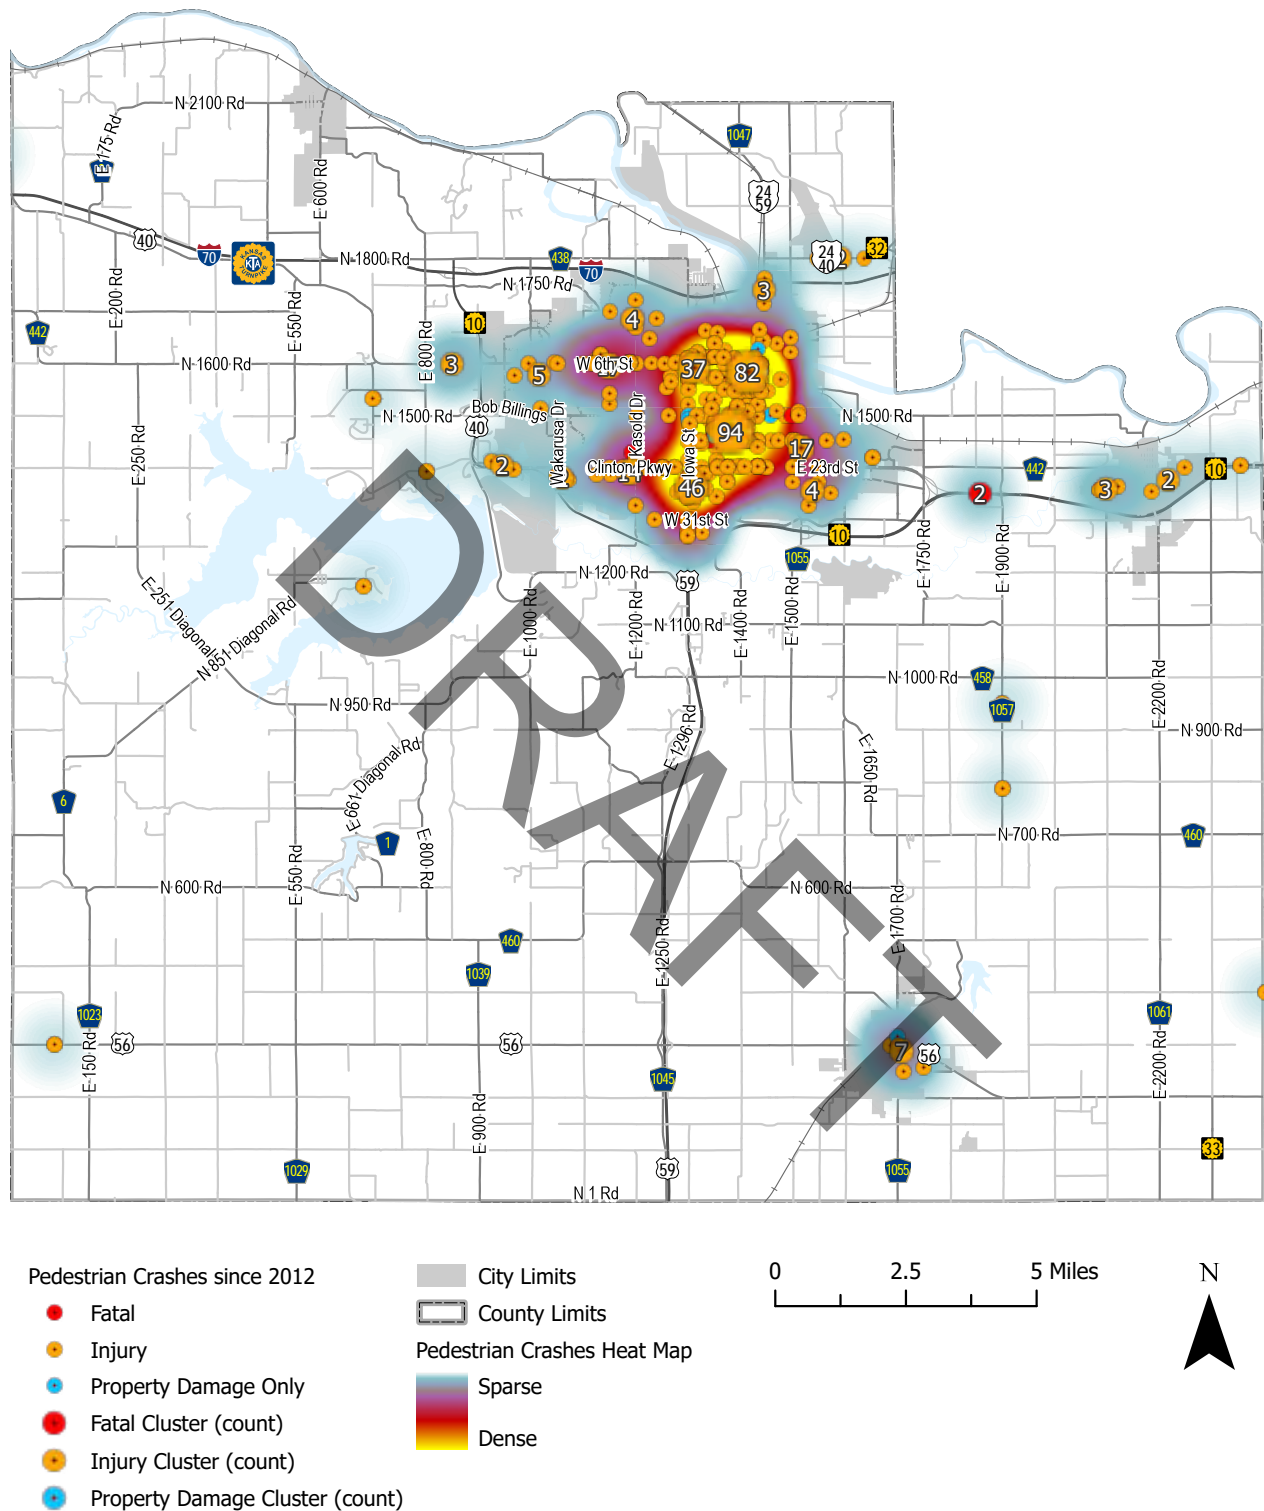 N 2100 Rd
1047
E 175 Rd
E 600 Rd
24
59
40
70
KANSAS
KTA
TURNPIKE
N 1800 Rd
438
70
24
40
32
N 1750 Rd
E 200 Rd
E 550 Rd
3
442
10
4
E 800 Rd
N 1600 Rd
3
5
W 6th St
37
82
N 1500 Rd
Bob Billings
40
Wakarusa Dr
Kasold Dr
Iowa St
94
N 1500 Rd
E 250 Rd
2
Clinton Pkwy
46
17
E 23rd St
4
W 31st St
442
2
3
2
10
10
1055
E 1750 Rd
E 1900 Rd
N 1200 Rd
59
E 251 Diagonal
N 851 Diagonal Rd
E 1000 Rd
E 1200 Rd
N 1100 Rd
E 1400 Rd
E 1500 Rd
DRAFT
N 1000 Rd
458
1057
E 2200 Rd
N 900 Rd
N 950 Rd
E 1296 Rd
E 661 Diagonal Rd
E 1650 Rd
6
1
E 800 Rd
N 700 Rd
460
E 550 Rd
N 600 Rd
N 600 Rd
E 1700 Rd
460
1039
E 1250 Rd
1023
56
56
E 150 Rd
7
56
1061
E 2200 Rd
1045
E 900 Rd
33
1029
59
1055
N 1 Rd
Pedestrian Crashes since 2012
Fatal
Injury
Property Damage Only
Fatal Cluster (count)
Injury Cluster (count)
Property Damage Cluster (count)
City Limits
County Limits
Pedestrian Crashes Heat Map
Sparse
Dense
0 2.5 5 Miles
N